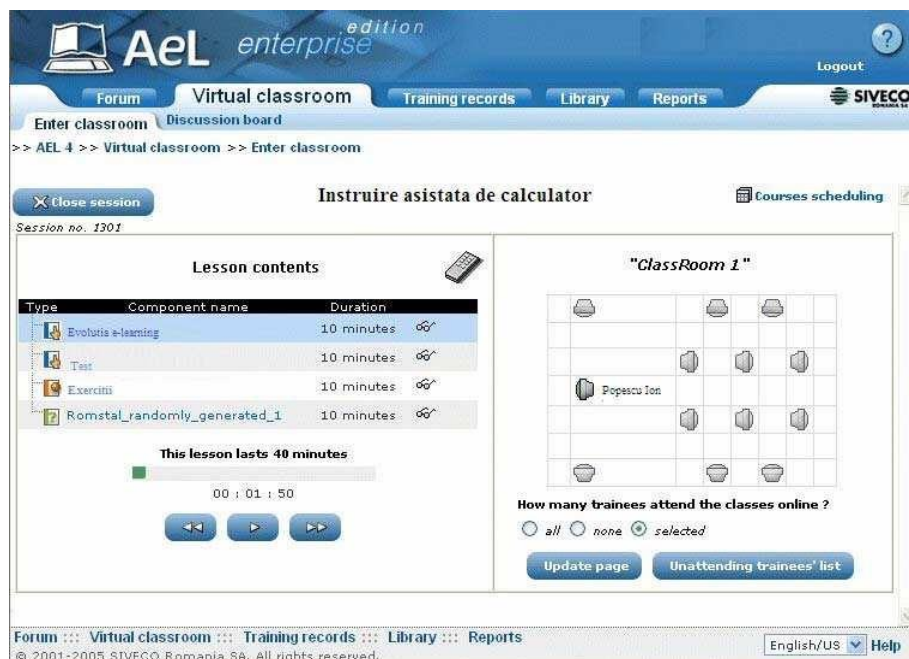 AeL enterprise edition
?
Logout
Forum Virtual classroom Training records Library Reports SIVECO
ROMANIA SA
Enter classroom Discussion board
>> AEL 4 >> Virtual classroom >> Enter classroom
Close session Instruire asistata de calculator Courses scheduling
Session no. 1301
Lesson contents
Type Component name Duration
Evolutia e-learning 10 minutes
Test 10 minutes
Exercitii 10 minutes
Romstal_randomly_generated_1 10 minutes
This lesson lasts 40 minutes
00 : 01 : 50
"ClassRoom 1"
Popescu Ion
How many trainees attend the classes online ?
all none selected
Update page Unattending trainees' list
Forum ::: Virtual classroom ::: Training records ::: Library ::: Reports
© 2001-2005 SIVECO Romania SA. All rights reserved.
English/US Help